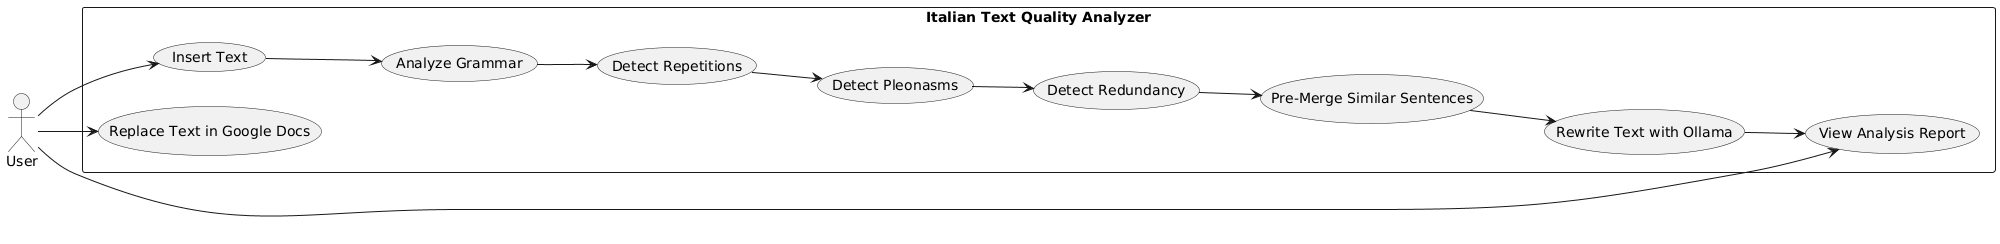 Italian Text Quality Analyzer
Insert Text
Analyze Grammar
Detect Repetitions
Detect Pleonasms
Detect Redundancy
Pre-Merge Similar Sentences
Rewrite Text with Ollama
View Analysis Report
Replace Text in Google Docs
User